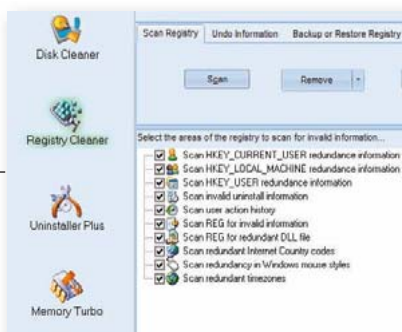 Disk Cleaner
Registry Cleaner
Uninstaller Plus
Memory Turbo
Scan Registry
Undo Information
Backup or Restore Registry
Scan
Remove
Select the areas of the registry to scan for invalid information...
Scan HKEY_CURRENT_USER redundance information
Scan HKEY_LOCAL_MACHINE redundance information
Scan HKEY_USER redundance information
Scan invalid uninstall information
Scan user action history
Scan REG for invalid information
Scan REG for redundant DLL file
Scan redundant Internet Country codes
Scan redundancy in Windows mouse styles
Scan redundant timezones